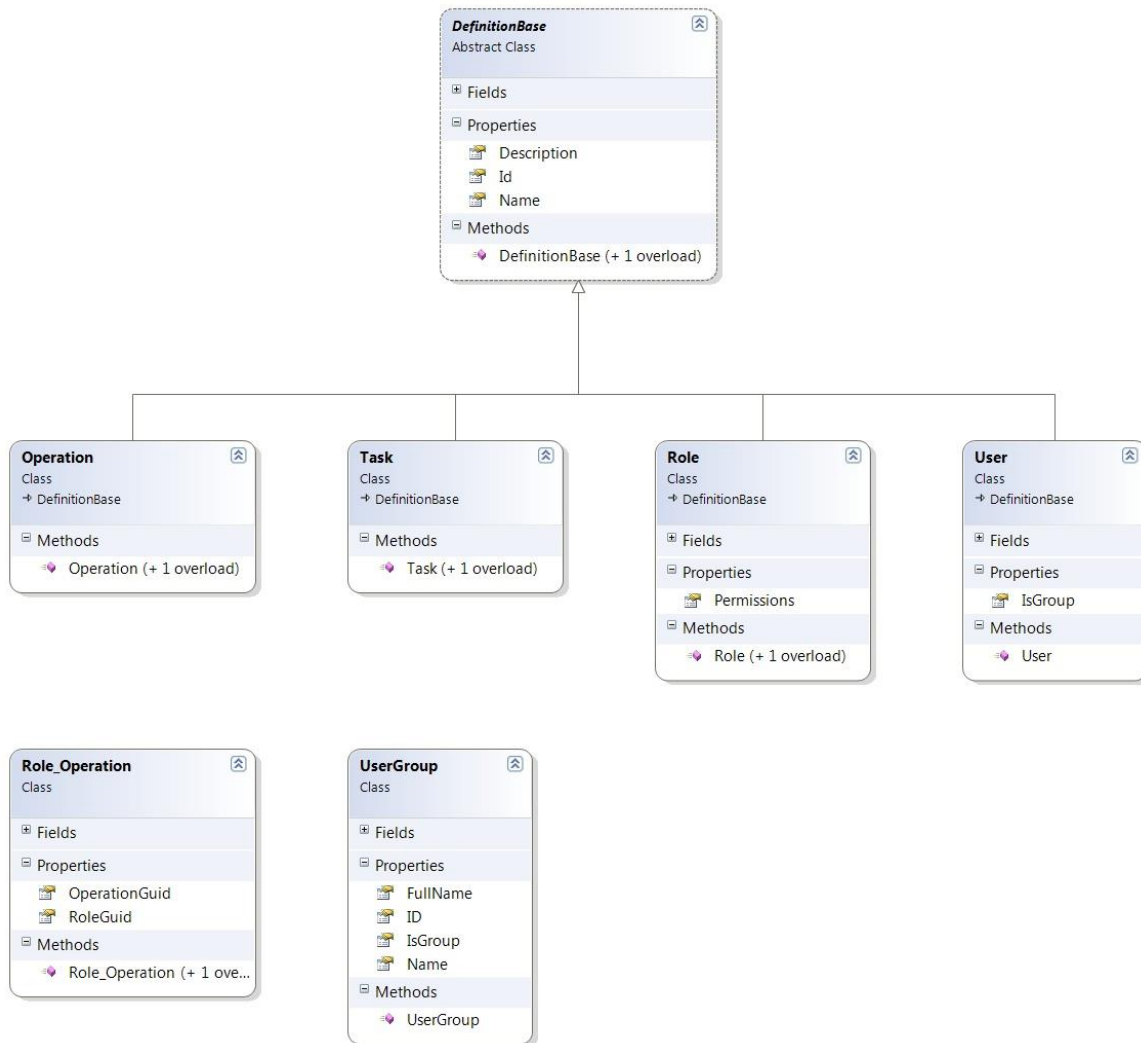 DefinitionBase
Abstract Class
Fields
Properties
Description
Id
Name
Methods
DefinitionBase (+ 1 overload)
Operation
Class
DefinitionBase
Methods
Operation (+ 1 overload)
Task
Class
DefinitionBase
Methods
Task (+ 1 overload)
Role
Class
DefinitionBase
Fields
Properties
Permissions
Methods
Role (+ 1 overload)
User
Class
DefinitionBase
Fields
Properties
IsGroup
Methods
User
Role_Operation
Class
Fields
Properties
OperationGuid
RoleGuid
Methods
Role_Operation (+ 1 ove...
UserGroup
Class
Fields
Properties
FullName
ID
IsGroup
Name
Methods
UserGroup